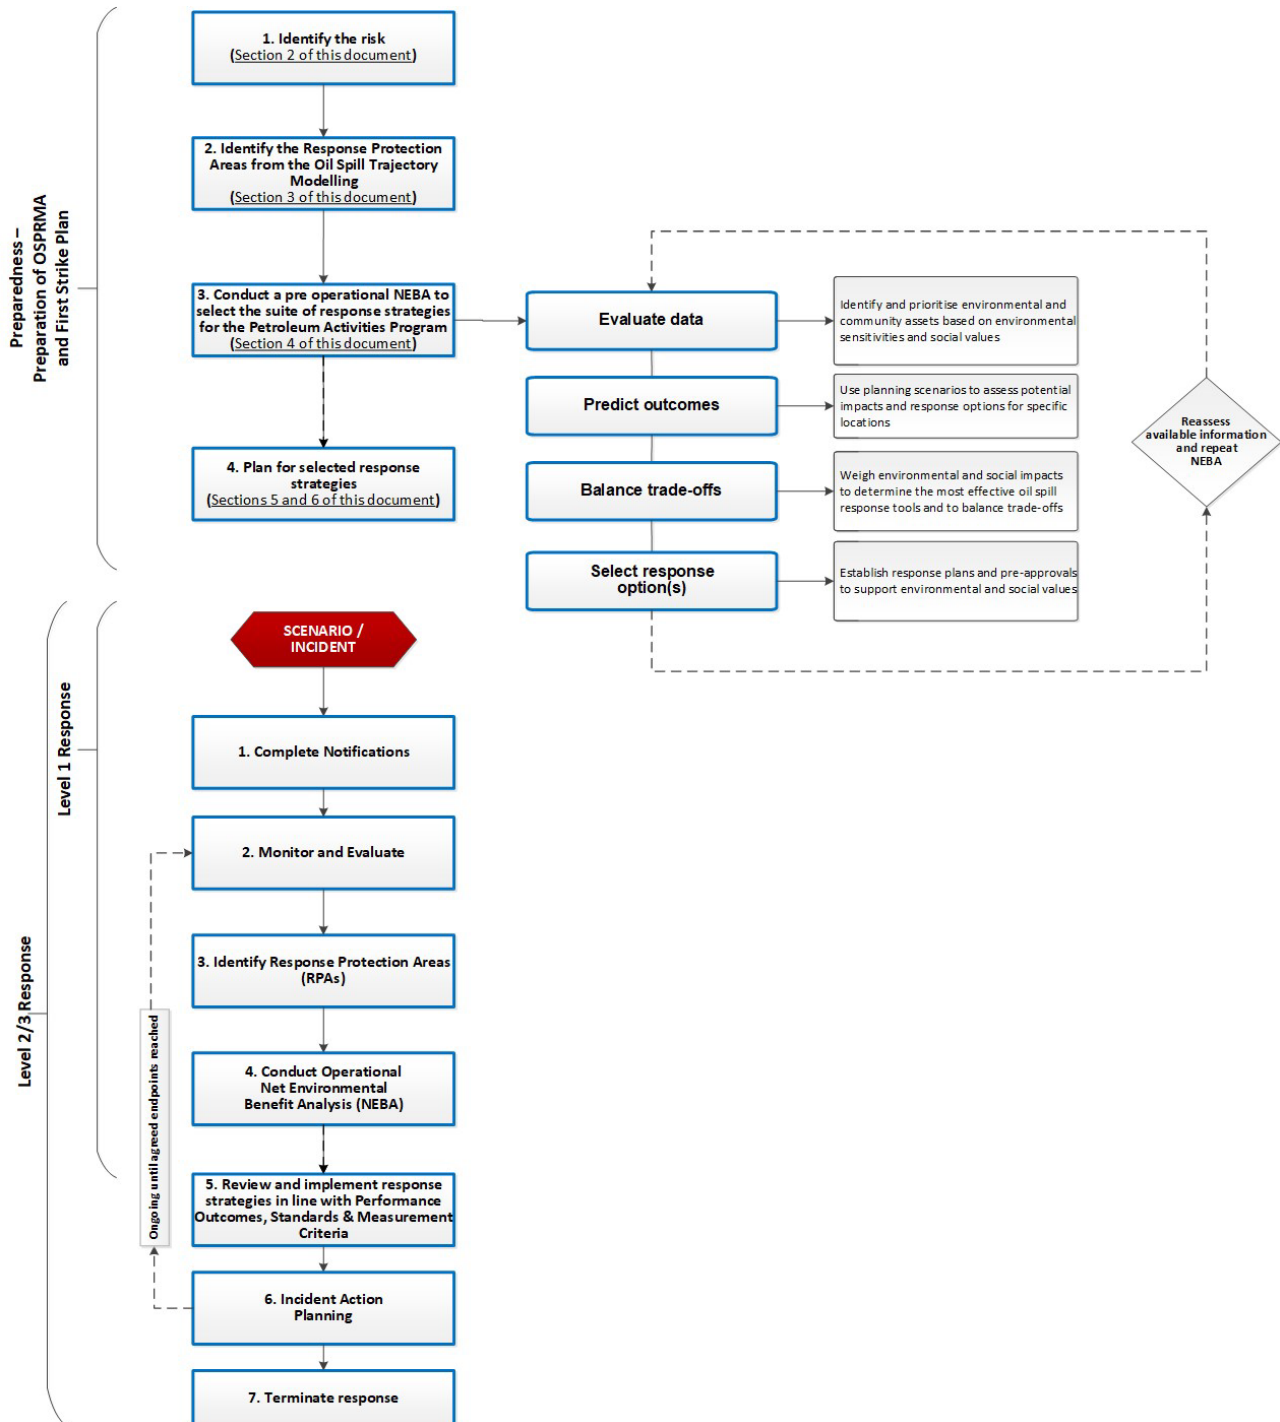 Preparedness –
Preparation of OSPRMA
and First Strike Plan
1. Identify the risk
(Section 2 of this document)
2. Identify the Response Protection
Areas from the Oil Spill Trajectory
Modelling
(Section 3 of this document)
3. Conduct a pre operational NEBA to
select the suite of response strategies
for the Petroleum Activities Program
(Section 4 of this document)
4. Plan for selected response
strategies
(Sections 5 and 6 of this document)
Evaluate data
Identify and prioritise environmental and
community assets based on environmental
sensitivities and social values
Predict outcomes
Use planning scenarios to assess potential
impacts and response options for specific
locations
Balance trade-offs
Weigh environmental and social impacts
to determine the most effective oil spill
response tools and to balance trade-offs
Select response
option(s)
Establish response plans and pre-approvals
to support environmental and social values
Reassess
available information
and repeat
NEBA
Level 1 Response
Level 2/3 Response
SCENARIO /
INCIDENT
1. Complete Notifications
2. Monitor and Evaluate
3. Identify Response Protection Areas
(RPAs)
4. Conduct Operational
Net Environmental
Benefit Analysis (NEBA)
5. Review and implement response
strategies in line with Performance
Outcomes, Standards & Measurement
Criteria
6. Incident Action
Planning
7. Terminate response
Ongoing until agreed endpoints reached